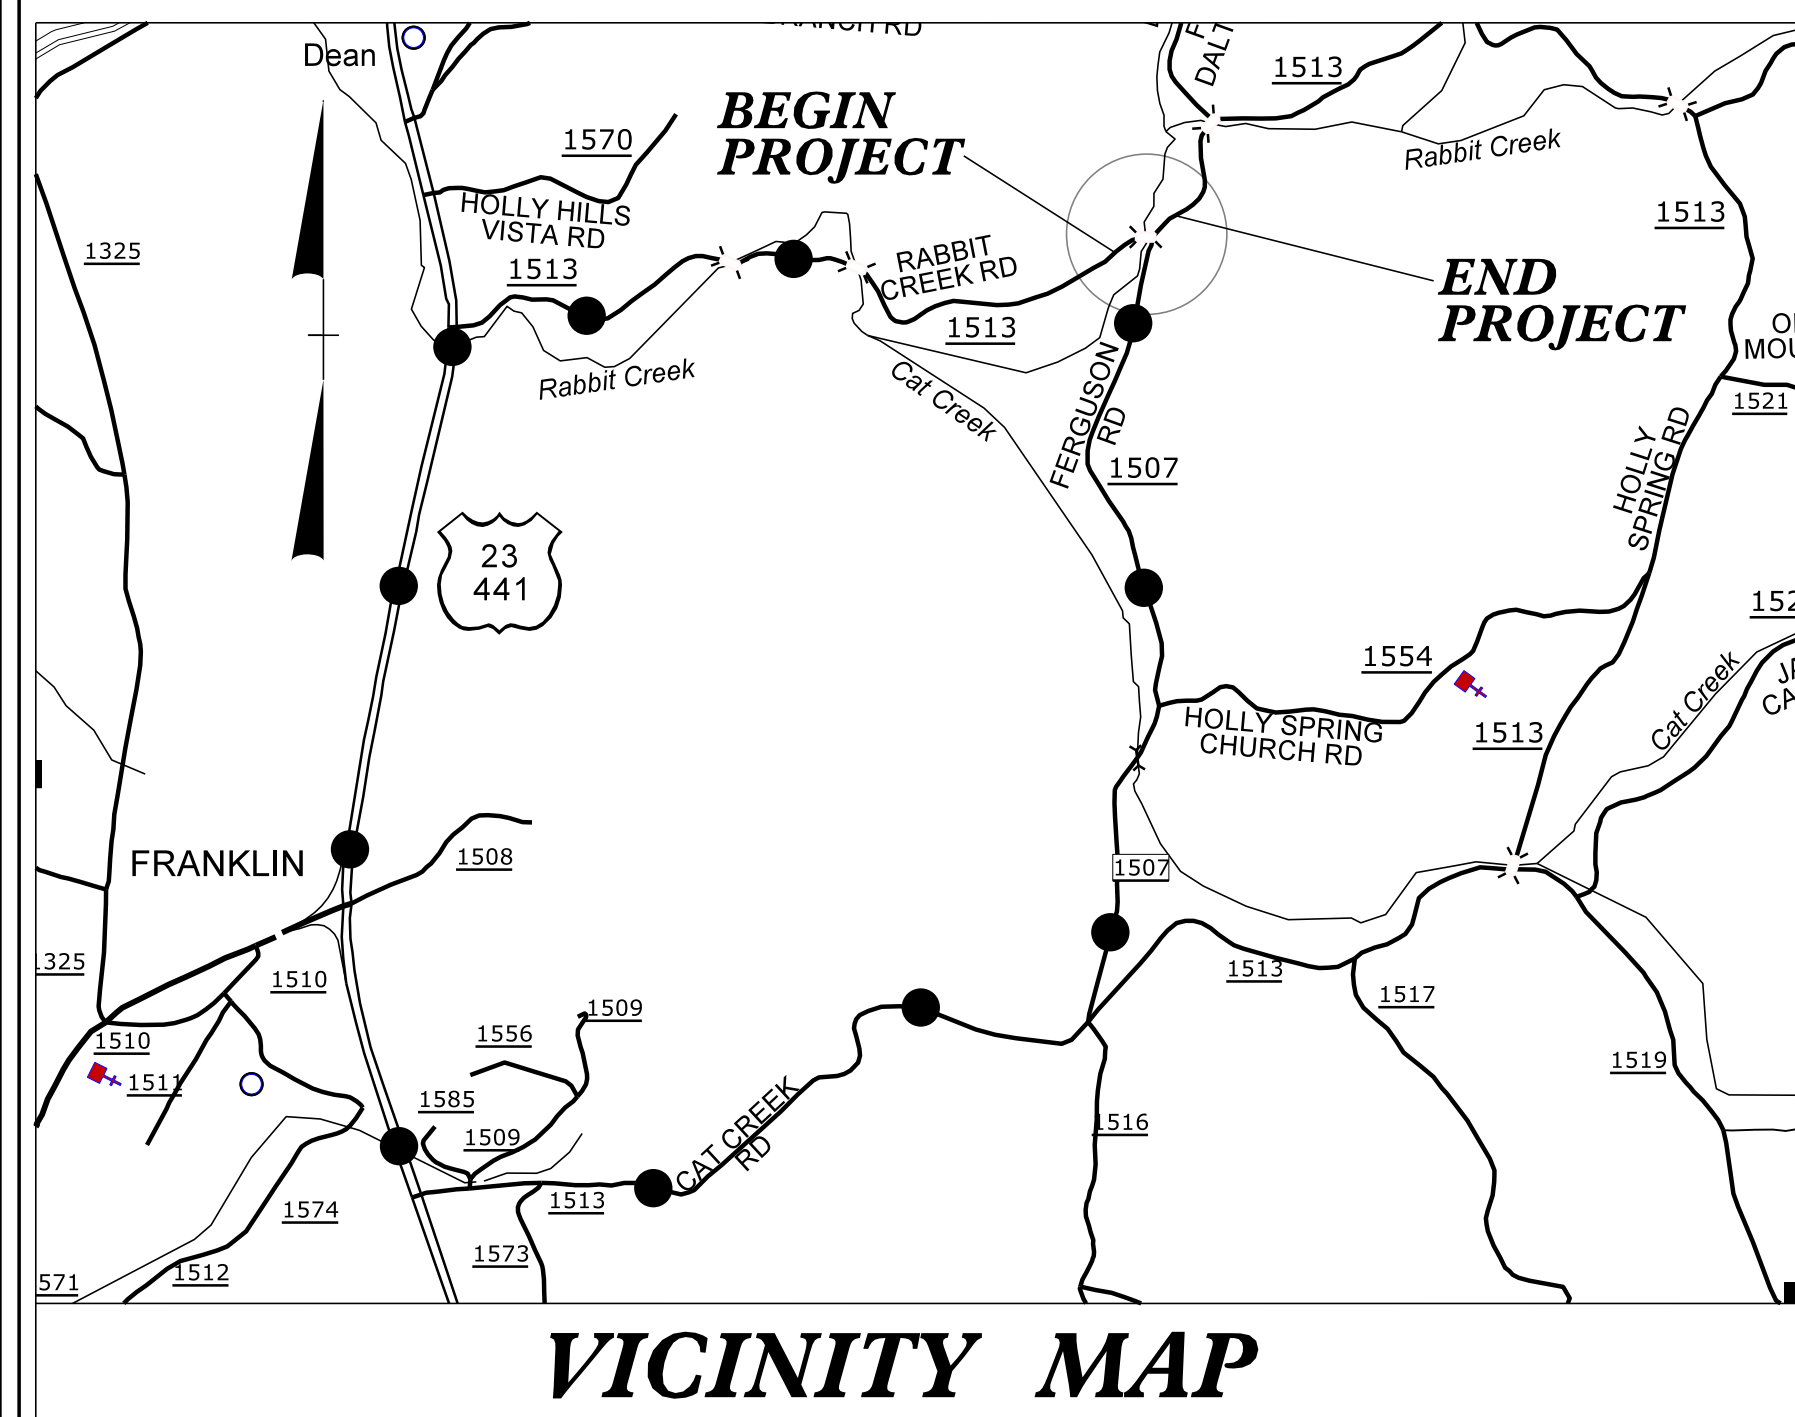 Dean
RANCH RD
DALT
1513
BEGIN
PROJECT
1570
Rabbit Creek
HOLLY HILLS
VISTA RD
1513
1325
1513
RABBIT
CREEK RD
END
PROJECT
1513
Rabbit Creek
Cat Creek
FERGUSON
RD
1507
1521
HOLLY
SPRING RD
23
441
1554
HOLLY SPRING
CHURCH RD
1513
Cat Creek
FRANKLIN
1508
1507
1325
1510
1513
1517
1509
1556
1510
1511
1519
1585
1509
CAT CREEK
RD
1516
1574
1513
1573
1512
571
VICINITY MAP